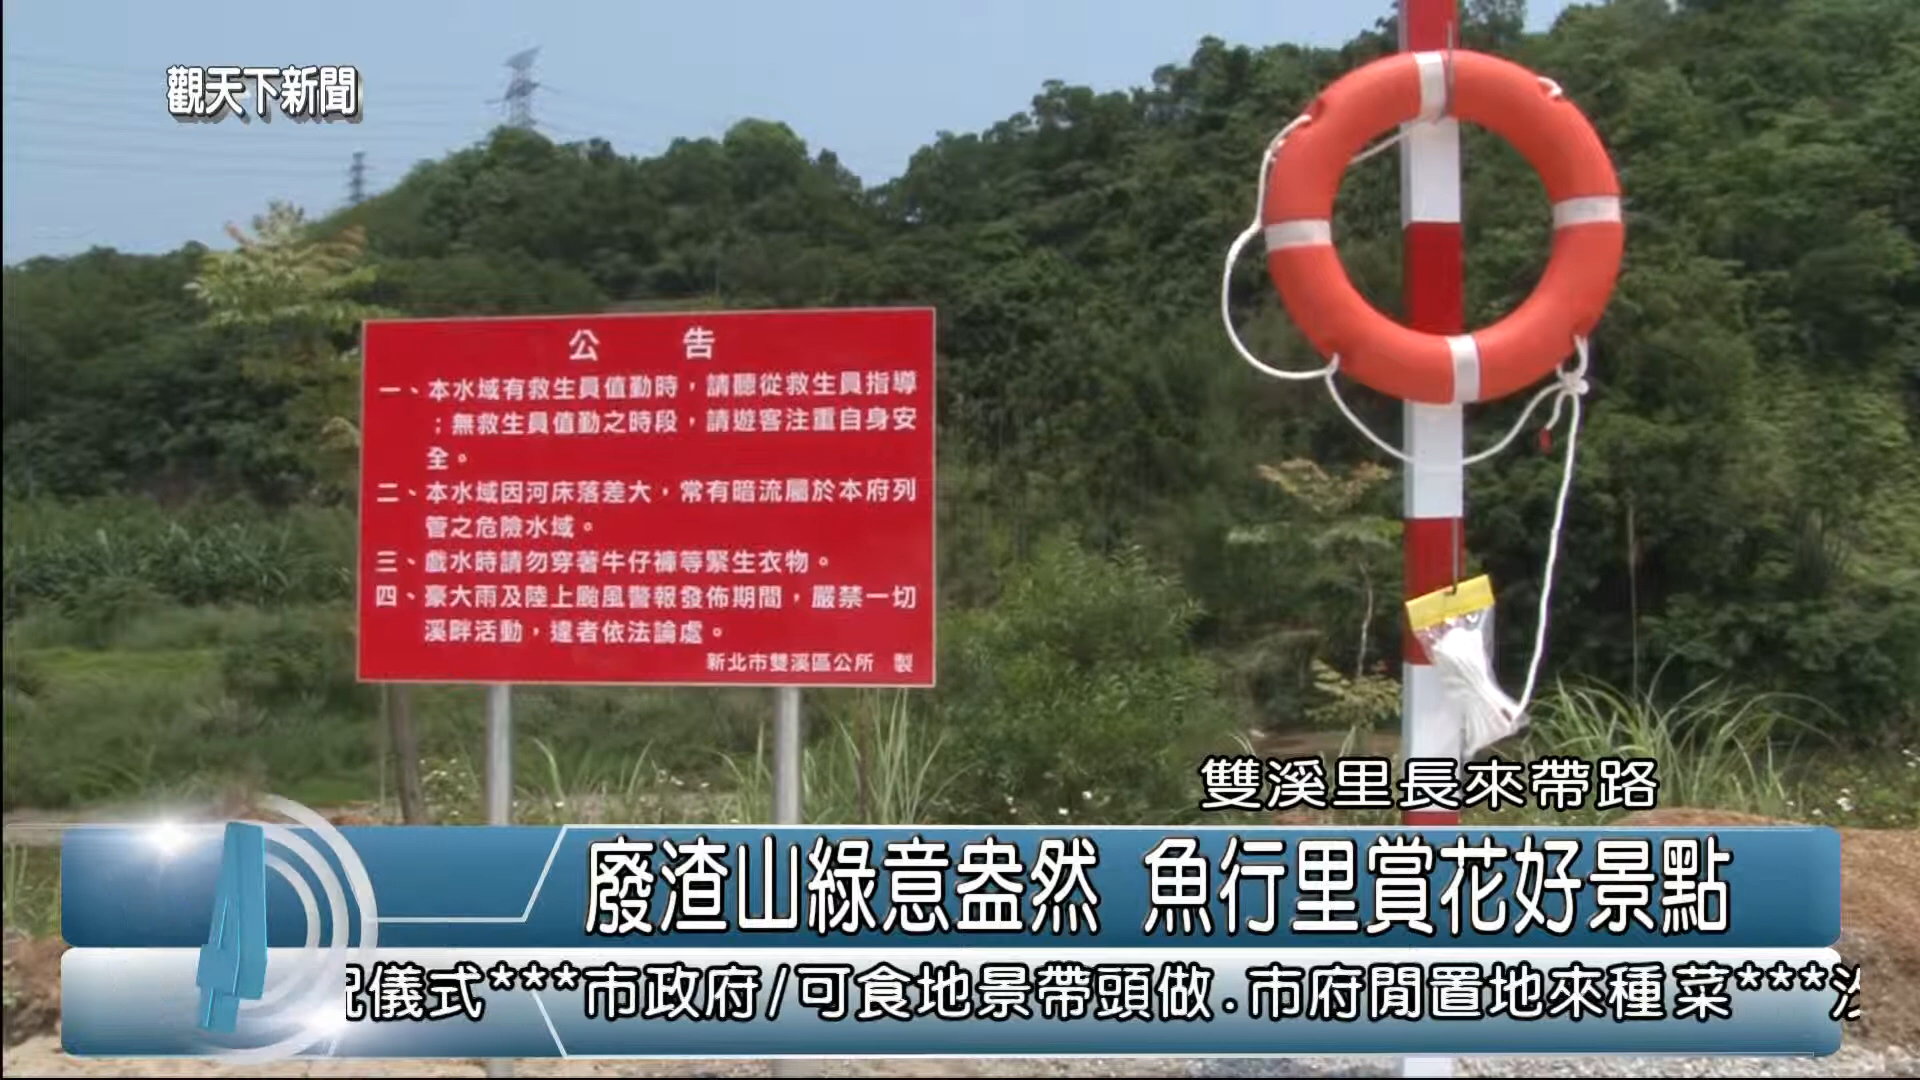 觀天下新聞
公 告
一、本水域有救生員值勤時，請聽從救生員指導
；無救生員值勤之時段，請遊客注重自身安
全。
二、本水域因河床落差大，常有暗流屬於本府列
管之危險水域。
三、戲水時請勿穿著牛仔褲等緊生衣物。
四、豪大雨及陸上颱風警報發佈期間，嚴禁一切
溪畔活動，違者依法論處。
新北市雙溪區公所 製
雙溪里長來帶路
廢渣山綠意盎然 魚行里賞花好景點
儀式***市政府/可食地景帶頭做.市府閒置地來種菜***